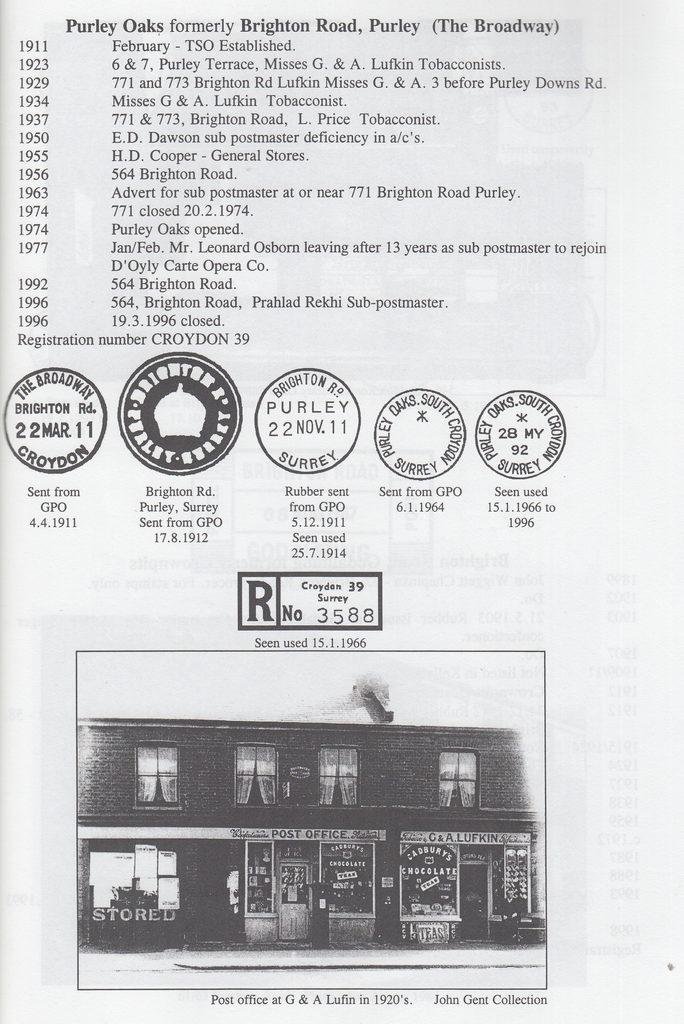 Purley Oaks formerly Brighton Road, Purley (The Broadway)
1911 February - TSO Established.
1923 6 & 7, Purley Terrace, Misses G. & A. Lufkin Tobacconists.
1929 771 and 773 Brighton Rd Lufkin Misses G. & A. 3 before Purley Downs Rd.
1934 Misses G & A. Lufkin Tobacconist.
1937 771 & 773, Brighton Road, L. Price Tobacconist.
1950 E.D. Dawson sub postmaster deficiency in a/c's.
1955 H.D. Cooper - General Stores.
1956 564 Brighton Road.
1963 Advert for sub postmaster at or near 771 Brighton Road Purley.
1974 771 closed 20.2.1974.
1974 Purley Oaks opened.
1977 Jan/Feb. Mr. Leonard Osborn leaving after 13 years as sub postmaster to rejoin
D'Oyly Carte Opera Co.
1992 564 Brighton Road.
1996 564, Brighton Road, Prahlad Rekhi Sub-postmaster.
1996 19.3.1996 closed.
Registration number CROYDON 39
THE BROADWAY
BRIGHTON Rd.
22 MAR. 11
CROYDON
BRIGHTON RD
PURLEY, SURREY
BRIGHTON RD.
PURLEY
22 NOV. 11
SURREY.
PURLEY OAKS. SOUTH CROYDON
*
SURREY
PURLEY OAKS. SOUTH CROYDON
*
28 MY
92
SURREY
Sent from
GPO
4.4.1911
Brighton Rd.
Purley, Surrey
Sent from GPO
17.8.1912
Rubber sent
from GPO
5.12.1911
Seen used
25.7.1914
Sent from GPO
6.1.1964
Seen used
15.1.1966 to
1996
R
Croydon 39
Surrey
No 3588
Seen used 15.1.1966
POST OFFICE.
G & A. LUFKIN
CADBURY'S
CHOCOLATE
TEAS
CADBURY'S
CHOCOLATE
TEAS
STORED
TEAS
Post office at G & A Lufin in 1920's. John Gent Collection